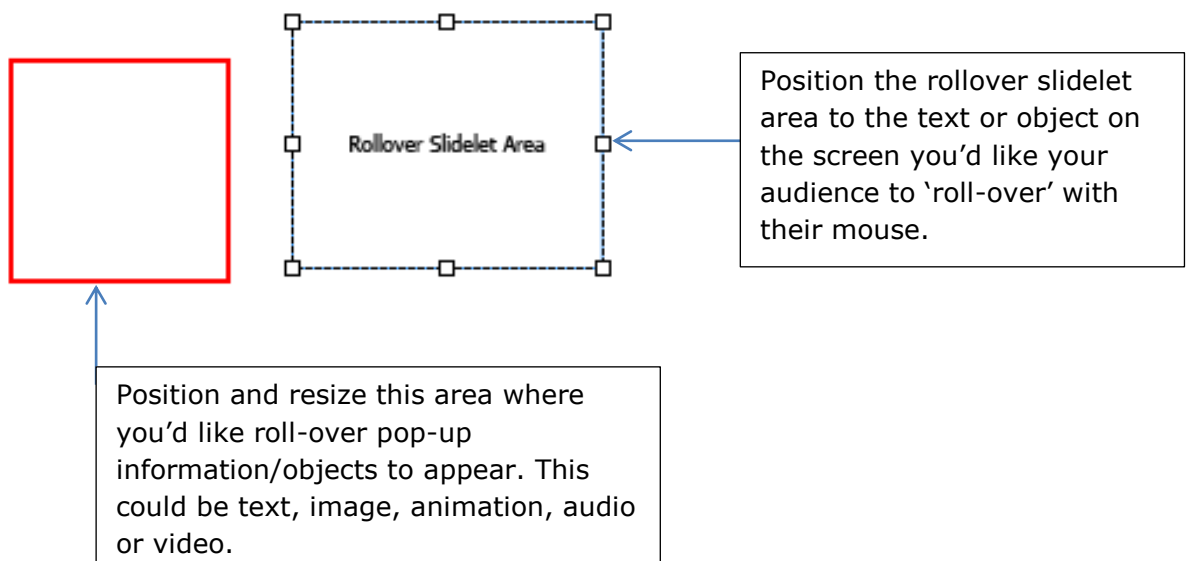 Rollover Slidelet Area
Position the rollover slidelet
area to the text or object on
the screen you’d like your
audience to ‘roll-over’ with
their mouse.
Position and resize this area where
you’d like roll-over pop-up
information/objects to appear. This
could be text, image, animation, audio
or video.